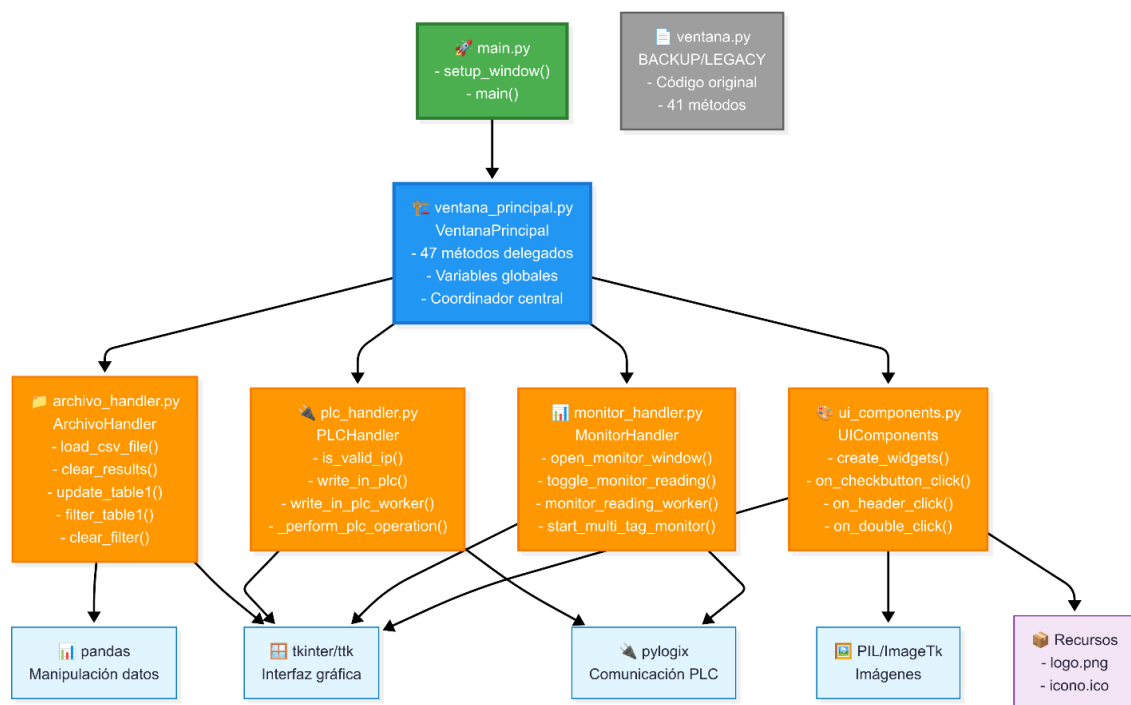 main.py
- setup_window()
- main()
ventana.py
BACKUP/LEGACY
- Código original
- 41 métodos
ventana_principal.py
VentanaPrincipal
- 47 métodos delegados
- Variables globales
- Coordinador central
archivo_handler.py
ArchivoHandler
- load_csv_file()
- clear_results()
- update_table1()
- filter_table1()
- clear_filter()
plc_handler.py
PLCHandler
- is_valid_ip()
- write_in_plc()
- write_in_plc_worker()
- _perform_plc_operation()
monitor_handler.py
MonitorHandler
- open_monitor_window()
- toggle_monitor_reading()
- monitor_reading_worker()
- start_multi_tag_monitor()
ui_components.py
UIComponents
- create_widgets()
- on_checkbutton_click()
- on_header_click()
- on_double_click()
pandas
Manipulación datos
tkinter/ttk
Interfaz gráfica
pylogix
Comunicación PLC
PIL/ImageTk
Imágenes
Recursos
- logo.png
- icono.ico